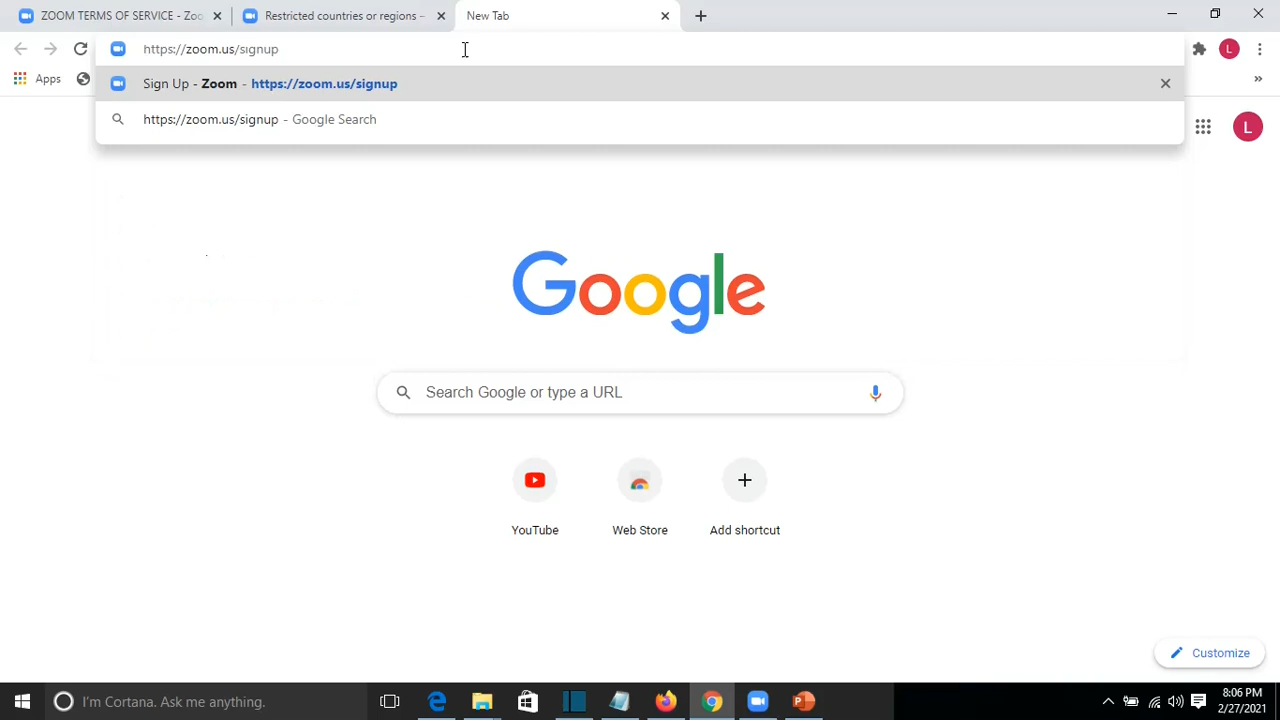 ZOOM TERMS OF SERVICE - Zoo
Restricted countries or regions –
New Tab
https://zoom.us/signup
Apps
L
Sign Up - Zoom - https://zoom.us/signup
https://zoom.us/signup - Google Search
L
Google
Search Google or type a URL
YouTube
Web Store
Add shortcut
Customize
I'm Cortana. Ask me anything.
8:06 PM
2/27/2021